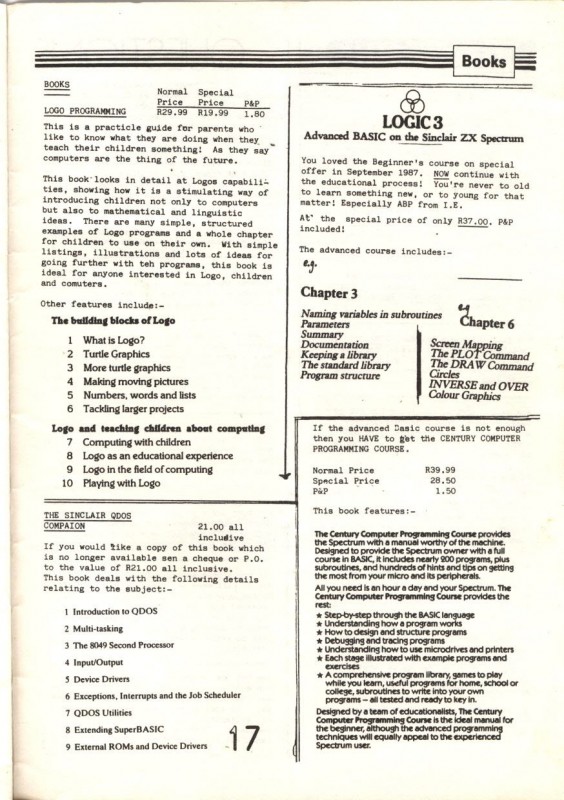 Books
BOOKS
Normal Special
Price Price P&P
LOGO PROGRAMMING R29.99 R19.99 1.80
This is a practicle guide for parents who
like to know what they are doing when they
teach their children something! As they say
computers are the thing of the future.
This book looks in detail at Logos capabili-
ties, showing how it is a stimulating way of
introducing children not only to computers
but also to mathematical and linguistic
ideas. There are many simple, structured
examples of Logo programs and a whole chapter
for children to use on their own. With simple
listings, illustrations and lots of ideas for
going further with teh programs, this book is
ideal for anyone interested in Logo, children
and comuters.
Other features include:-
The building blocks of Logo
1 What is Logo?
2 Turtle Graphics
3 More turtle graphics
4 Making moving pictures
5 Numbers, words and lists
6 Tackling larger projects
Logo and teaching children about computing
7 Computing with children
8 Logo as an educational experience
9 Logo in the field of computing
10 Playing with Logo
THE SINCLAIR QDOS
COMPAION 21.00 all
inclusive
If you would like a copy of this book which
is no longer available sen a cheque or P.O.
to the value of R21.00 all inclusive.
This book deals with the following details
relating to the subject:-
1 Introduction to QDOS
2 Multi-tasking
3 The 8049 Second Processor
4 Input/Output
5 Device Drivers
6 Exceptions, Interrupts and the Job Scheduler
7 QDOS Utilities
8 Extending SuperBASIC
9 External ROMs and Device Drivers
17
LOGIC 3
Advanced BASIC on the Sinclair ZX Spectrum
You loved the Beginner's course on special
offer in September 1987. NOW continue with
the educational process! You're never to old
to learn something new, or to young for that
matter! Especially ABP from I.E.
At the special price of only R37.00. P&P
included!
The advanced course includes:-
e.g.
Chapter 3
Naming variables in subroutines
Parameters
Summary
Documentation
Keeping a library
The standard library
Program structure
eg
Chapter 6
Screen Mapping
The PLOT Command
The DRAW Command
Circles
INVERSE and OVER
Colour Graphics
If the advanced Basic course is not enough
then you HAVE to get the CENTURY COMPUTER
PROGRAMMING COURSE.
Normal Price R39.99
Special Price 28.50
P&P 1.50
This book features:-
The Century Computer Programming Course provides
the Spectrum with a manual worthy of the machine.
Designed to provide the Spectrum owner with a full
course in BASIC, it includes nearly 200 programs, plus
subroutines, and hundreds of hints and tips on getting
the most from your micro and its peripherals.
All you need is an hour a day and your Spectrum. The
Century Computer Programming Course provides the
rest:
★ Step-by-step through the BASIC language
★ Understanding how a program works
★ How to design and structure programs
★ Debugging and tracing programs
★ Understanding how to use microdrives and printers
★ Each stage illustrated with example programs and
exercises
★ A comprehensive program library, games to play
while you learn, useful programs for home, school or
college, subroutines to write into your own
programs – all tested and ready to key in.
Designed by a team of educationalists, The Century
Computer Programming Course is the ideal manual for
the beginner, although the advanced programming
techniques will equally appeal to the experienced
Spectrum user.